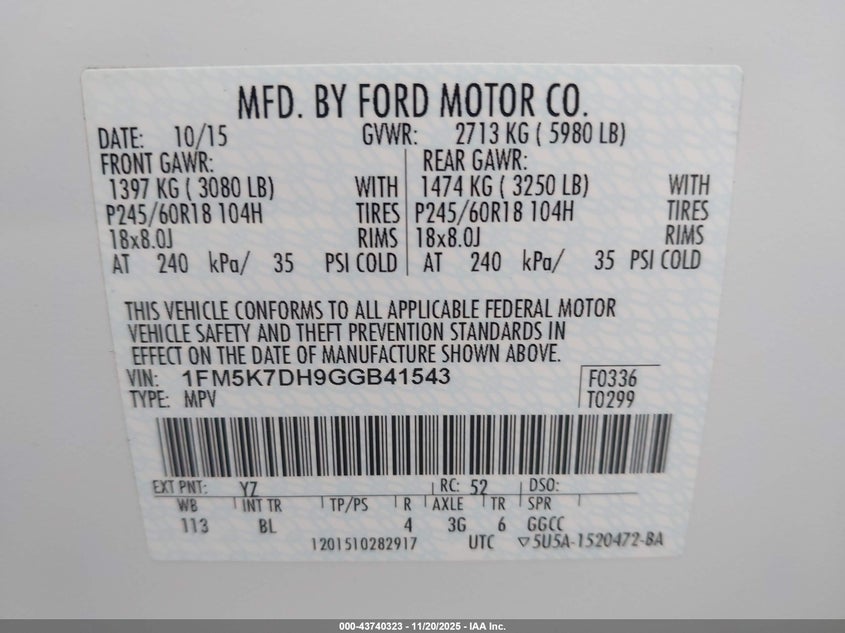 MFD. BY FORD MOTOR CO.
DATE: 10/15 GVWR: 2713 KG ( 5980 LB)
FRONT GAWR: REAR GAWR:
1397 KG ( 3080 LB) WITH 1474 KG ( 3250 LB) WITH
P245/60R18 104H TIRES P245/60R18 104H TIRES
18x8.0J RIMS 18x8.0J RIMS
AT 240 kPa/ 35 PSI COLD AT 240 kPa/ 35 PSI COLD
THIS VEHICLE CONFORMS TO ALL APPLICABLE FEDERAL MOTOR
VEHICLE SAFETY AND THEFT PREVENTION STANDARDS IN
EFFECT ON THE DATE OF MANUFACTURE SHOWN ABOVE.
VIN: 1FM5K7DH9GGB41543 F0336
TYPE: MPV T0299
EXT PNT: YZ RC: 52 DSO:
WB INT TR TP/PS R AXLE TR SPR
113 BL 4 3G 6 GGCC
1201510282917 UTC ▽5U5A-1520472-BA
000-43740323 - 11/20/2025 - IAA Inc.